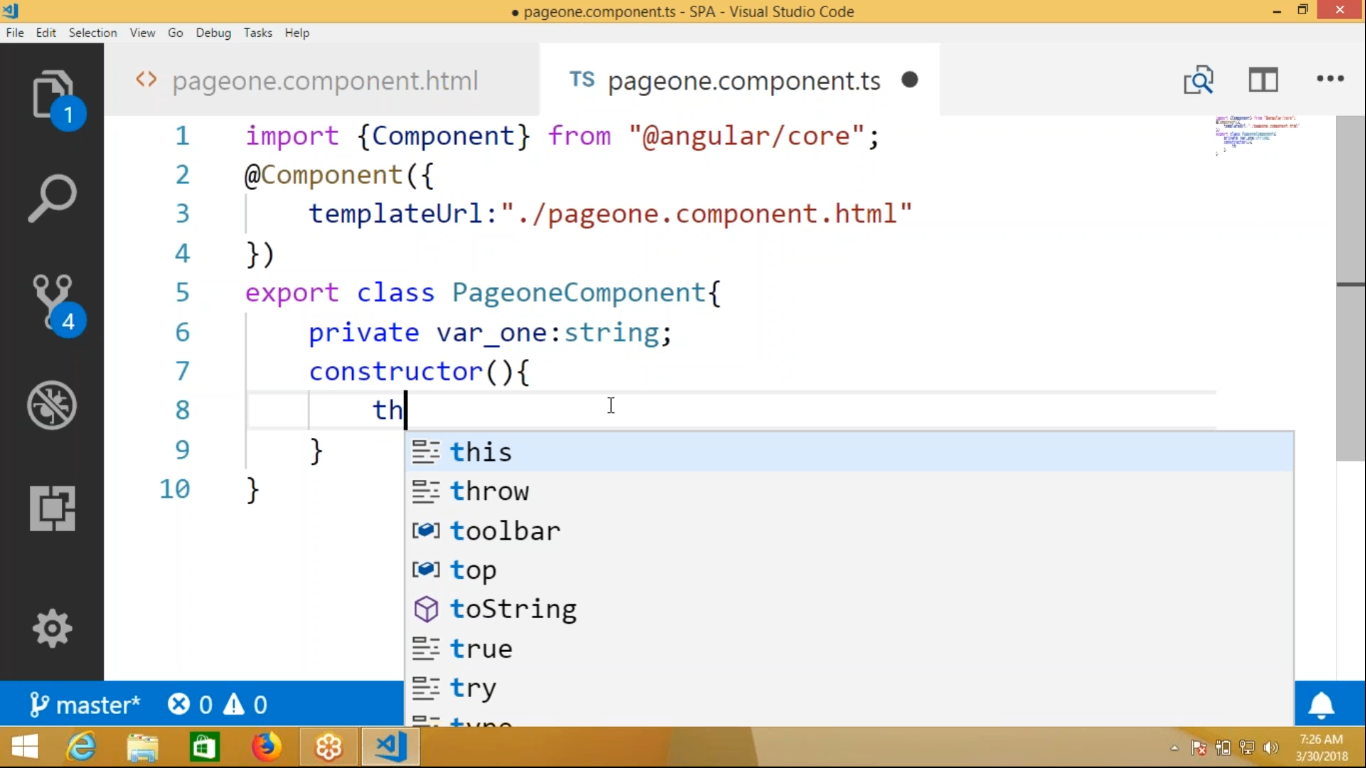 ● pageone.component.ts - SPA - Visual Studio Code
File Edit Selection View Go Debug Tasks Help
<> pageone.component.html TS pageone.component.ts ●
1 import {Component} from "@angular/core";
2 @Component({
3 templateUrl:"./pageone.component.html"
4 })
5 export class PageoneComponent{
6 private var_one:string;
7 constructor(){
8 th
9 }
10 }
this
throw
toolbar
top
toString
true
try
type
1
4
master* 0 0
7:26 AM
3/30/2018